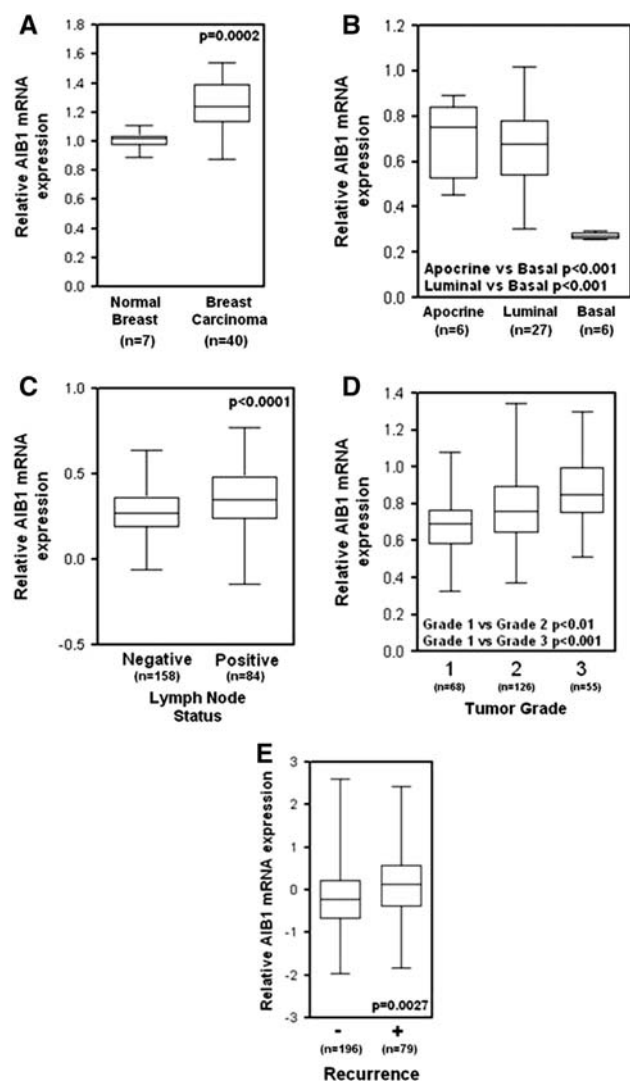 A
Relative AIB1 mRNA
expression
1.8
1.6
1.4
1.2
1.0
0.8
0.6
0.4
0.2
0.0
p=0.0002
Normal
Breast
(n=7)
Breast
Carcinoma
(n=40)
B
Relative AIB1 mRNA
expression
1.2
1.0
0.8
0.6
0.4
0.2
0.0
Apocrine vs Basal p<0.001
Luminal vs Basal p<0.001
Apocrine
(n=6)
Luminal
(n=27)
Basal
(n=6)
C
Relative AIB1 mRNA
expression
1.0
0.5
0.0
-0.5
p<0.0001
Negative
(n=158)
Positive
(n=84)
Lymph Node
Status
D
Relative AIB1 mRNA
expression
1.4
1.2
1.0
0.8
0.6
0.4
0.2
0.0
Grade 1 vs Grade 2 p<0.01
Grade 1 vs Grade 3 p<0.001
1
(n=68)
2
(n=126)
3
(n=55)
Tumor Grade
E
Relative AIB1 mRNA expression
3
2
1
0
-1
-2
-3
p=0.0027
-
(n=196)
+
(n=79)
Recurrence